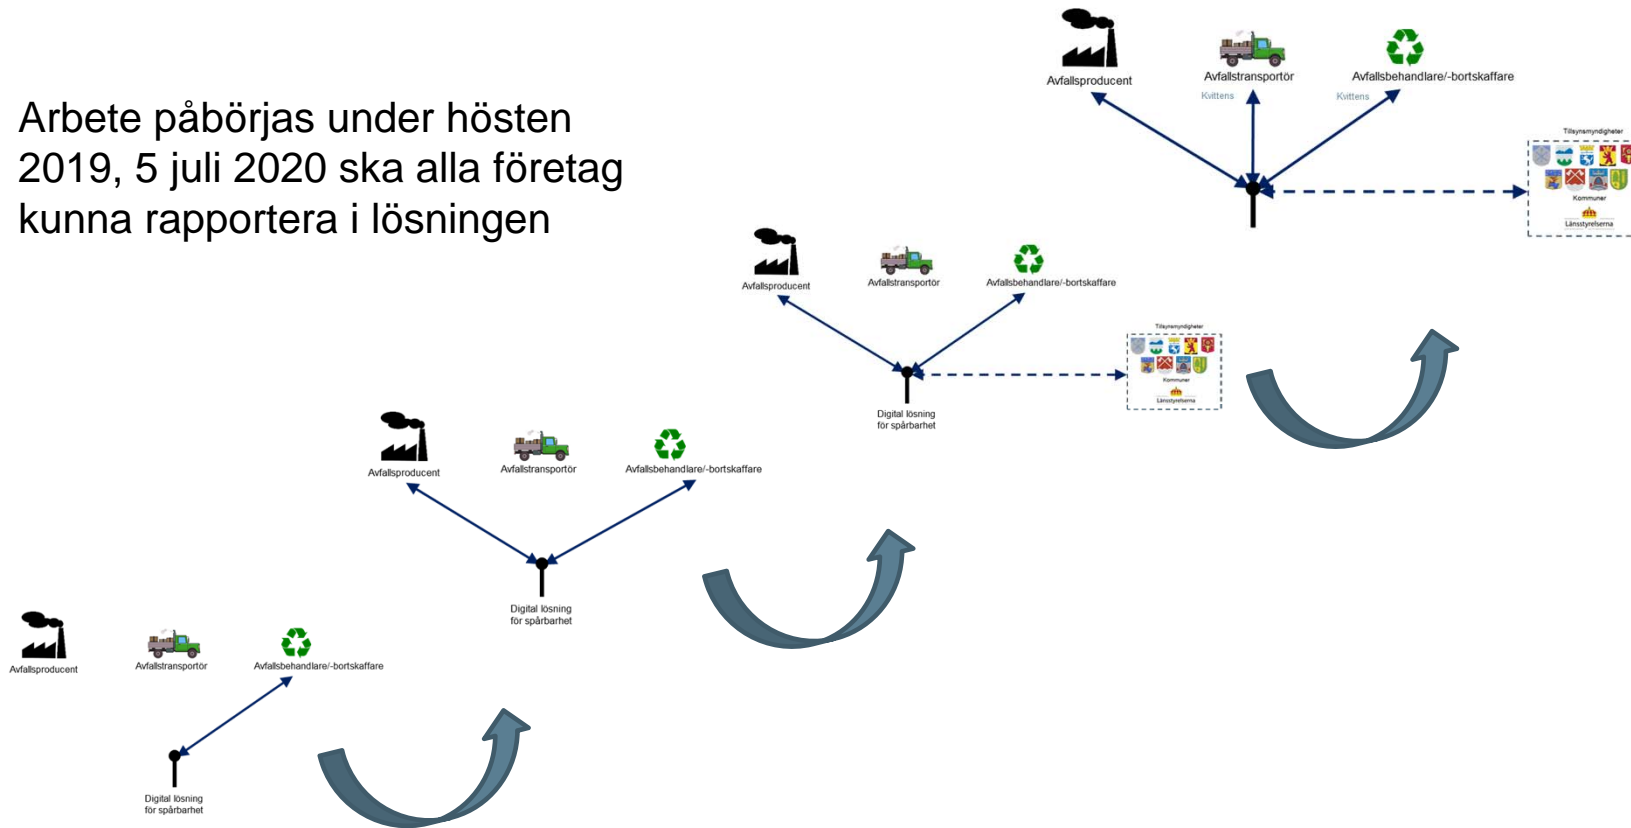 Arbete påbörjas under hösten
2019, 5 juli 2020 ska alla företag
kunna rapportera i lösningen
Avfallsproducent
Avfallstransportör
Avfallsbehandlare/-bortskaffare
Kvittens
Kvittens
Tillsynsmyndigheter
Kommuner
Länsstyrelserna
Avfallsproducent
Avfallstransportör
Avfallsbehandlare/-bortskaffare
Tillsynsmyndigheter
Kommuner
Länsstyrelserna
Digital lösning
för spårbarhet
Avfallsproducent
Avfallstransportör
Avfallsbehandlare/-bortskaffare
Digital lösning
för spårbarhet
Avfallsproducent
Avfallstransportör
Avfallsbehandlare/-bortskaffare
Digital lösning
för spårbarhet